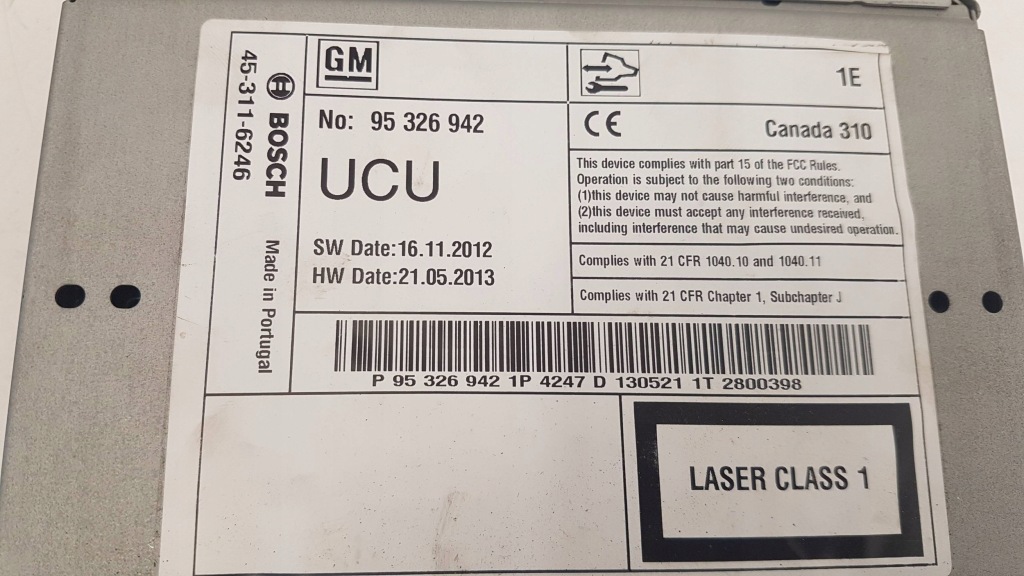 45-311-6246
BOSCH
Made in Portugal
GM
No: 95 326 942
UCU
SW Date:16.11.2012
HW Date:21.05.2013
1E
CE
Canada 310
This device complies with part 15 of the FCC Rules.
Operation is subject to the following two conditions:
(1)this device may not cause harmful interference, and
(2)this device must accept any interference received,
including interference that may cause undesired operation.
Complies with 21 CFR 1040.10 and 1040.11
Complies with 21 CFR Chapter 1, Subchapter J
P 95 326 942 1P 4247 D 130521 1T 2800398
LASER CLASS 1